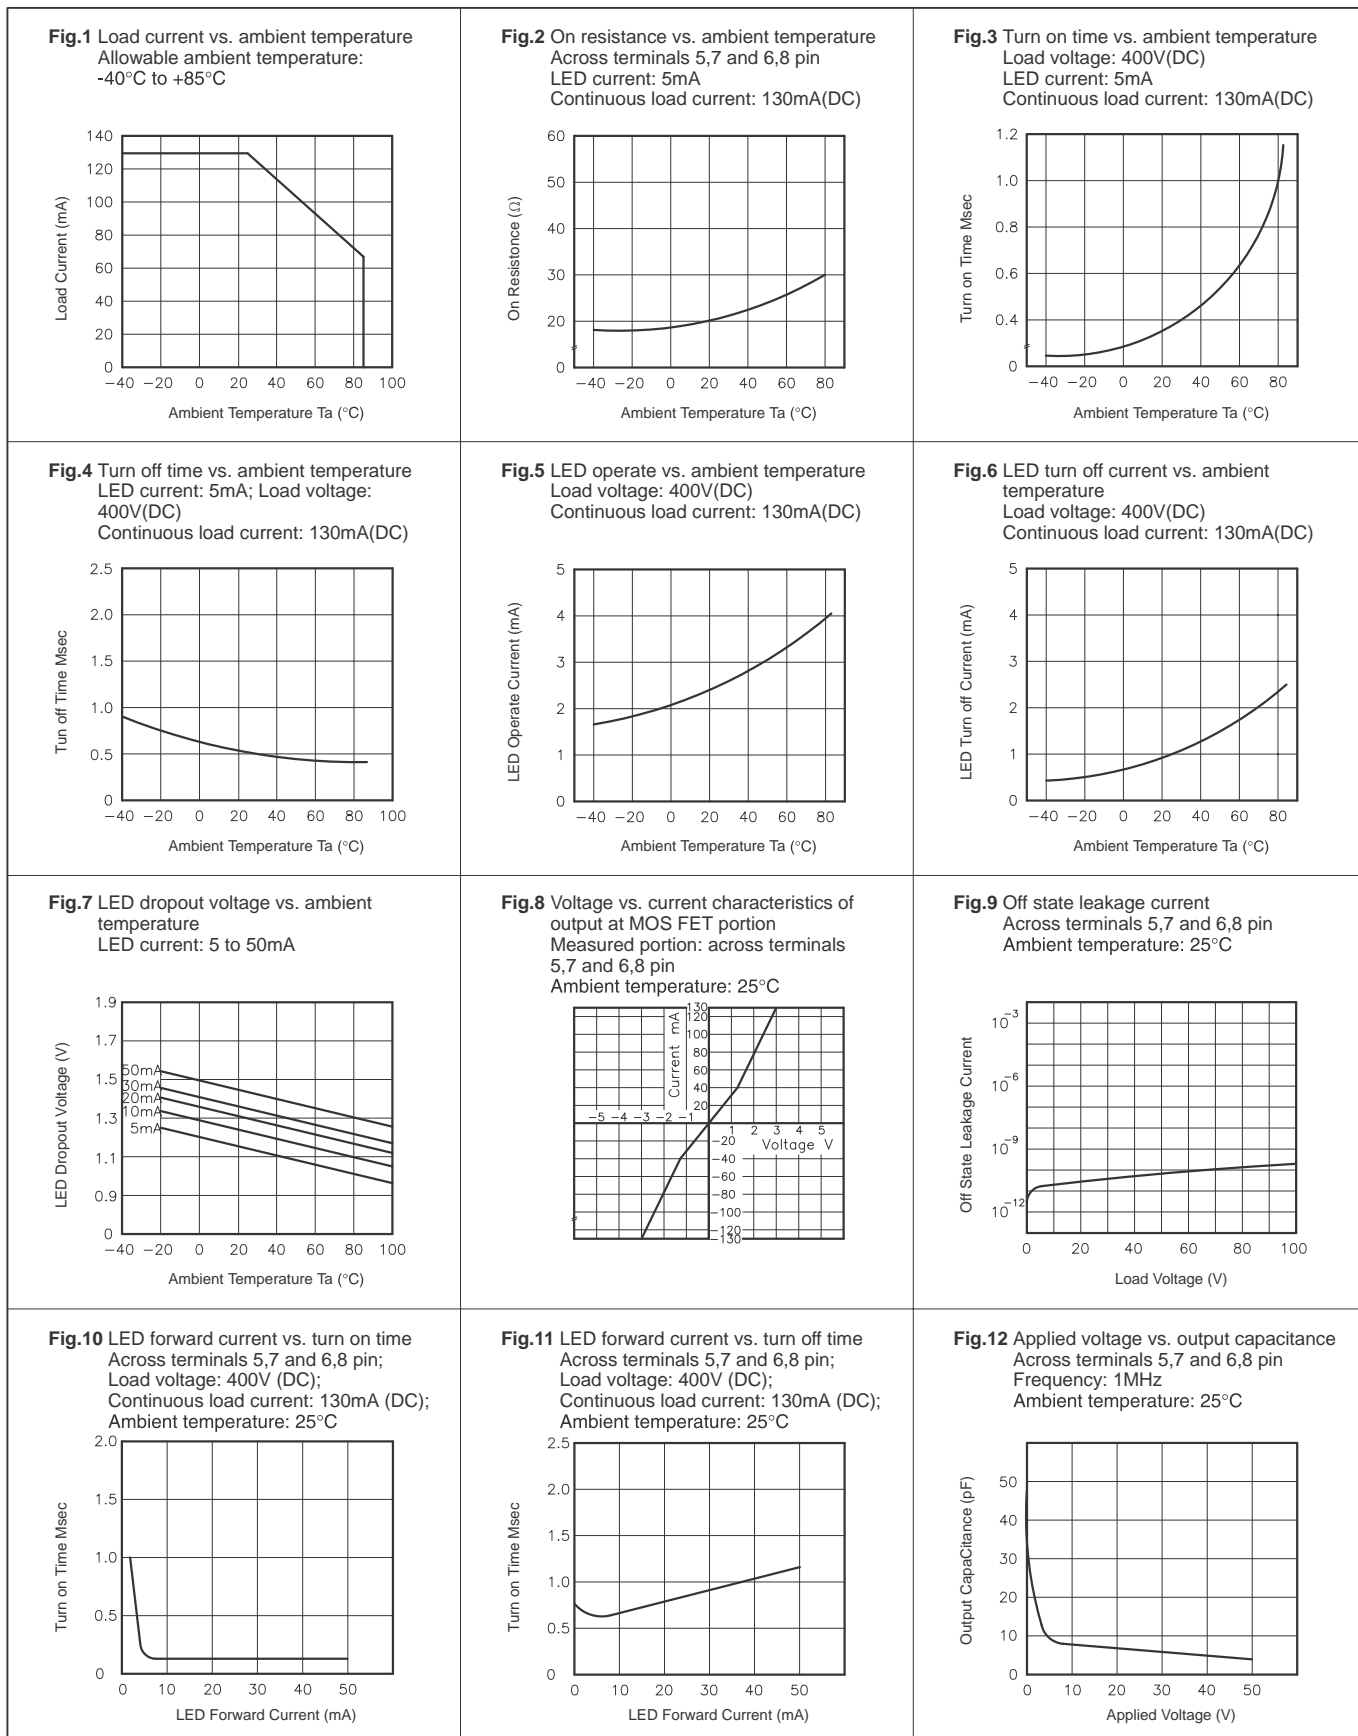 Fig.1 Load current vs. ambient temperature
Allowable ambient temperature:
-40°C to +85°C
140
120
100
80
60
40
20
0
Load Current (mA)
−40 −20 0 20 40 60 80 100
Ambient Temperature Ta (°C)
Fig.2 On resistance vs. ambient temperature
Across terminals 5,7 and 6,8 pin
LED current: 5mA
Continuous load current: 130mA(DC)
60
50
40
30
20
0
On Resistonce (Ω)
−40 −20 0 20 40 60 80
Ambient Temperature Ta (°C)
Fig.3 Turn on time vs. ambient temperature
Load voltage: 400V(DC)
LED current: 5mA
Continuous load current: 130mA(DC)
1.2
1.0
0.8
0.6
0.4
0
Turn on Time Msec
−40 −20 0 20 40 60 80
Ambient Temperature Ta (°C)
Fig.4 Turn off time vs. ambient temperature
LED current: 5mA; Load voltage:
400V(DC)
Continuous load current: 130mA(DC)
2.5
2.0
1.5
1.0
0.5
0
Tun off Time Msec
−40 −20 0 20 40 60 80 100
Ambient Temperature Ta (°C)
Fig.5 LED operate vs. ambient temperature
Load voltage: 400V(DC)
Continuous load current: 130mA(DC)
5
4
3
2
1
0
LED Operate Current (mA)
−40 −20 0 20 40 60 80
Ambient Temperature Ta (°C)
Fig.6 LED turn off current vs. ambient
temperature
Load voltage: 400V(DC)
Continuous load current: 130mA(DC)
5
4
3
2
1
0
LED Turn off Current (mA)
−40 −20 0 20 40 60 80
Ambient Temperature Ta (°C)
Fig.7 LED dropout voltage vs. ambient
temperature
LED current: 5 to 50mA
1.9
1.7
1.5
1.3
1.1
0.9
0
LED Dropout Voltage (V)
50mA
30mA
20mA
10mA
5mA
−40 −20 0 20 40 60 80 100
Ambient Temperature Ta (°C)
Fig.8 Voltage vs. current characteristics of
output at MOS FET portion
Measured portion: across terminals
5,7 and 6,8 pin
Ambient temperature: 25°C
Current mA
130
120
100
80
60
40
20
−5 −4 −3 −2 −1
1 2 3 4 5
Voltage V
−20
−40
−60
−80
−100
−120
−130
Fig.9 Off state leakage current
Across terminals 5,7 and 6,8 pin
Ambient temperature: 25°C
10−3
10−6
10−9
10−12
Off State Leakage Current
0 20 40 60 80 100
Load Voltage (V)
Fig.10 LED forward current vs. turn on time
Across terminals 5,7 and 6,8 pin;
Load voltage: 400V (DC);
Continuous load current: 130mA (DC);
Ambient temperature: 25°C
2.0
1.5
1.0
0.5
0
Turn on Time Msec
0 10 20 30 40 50
LED Forward Current (mA)
Fig.11 LED forward current vs. turn off time
Across terminals 5,7 and 6,8 pin;
Load voltage: 400V (DC);
Continuous load current: 130mA (DC);
Ambient temperature: 25°C
2.5
2.0
1.5
1.0
0.5
0
Turn on Time Msec
0 10 20 30 40 50
LED Forward Current (mA)
Fig.12 Applied voltage vs. output capacitance
Across terminals 5,7 and 6,8 pin
Frequency: 1MHz
Ambient temperature: 25°C
50
40
30
20
10
0
Output CapaCitance (pF)
0 10 20 30 40 50
Applied Voltage (V)